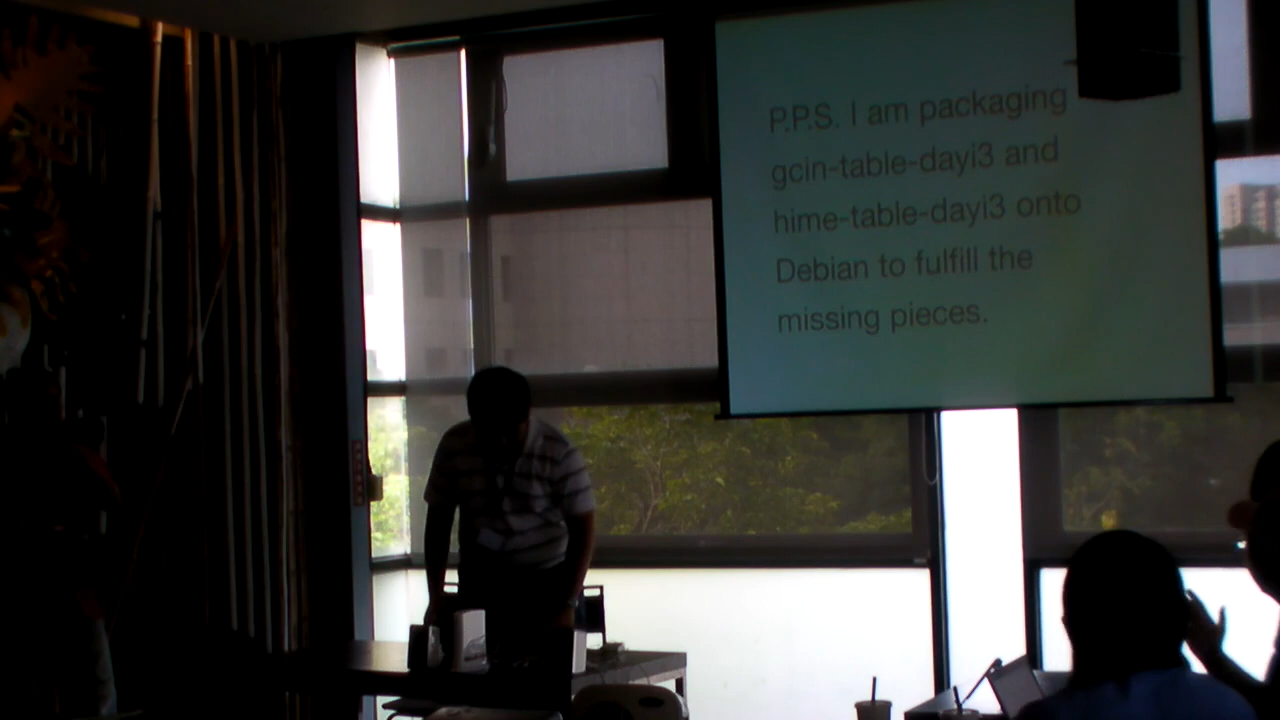 P.P.S. I am packaging
gcin-table-dayi3 and
hime-table-dayi3 onto
Debian to fulfill the
missing pieces.